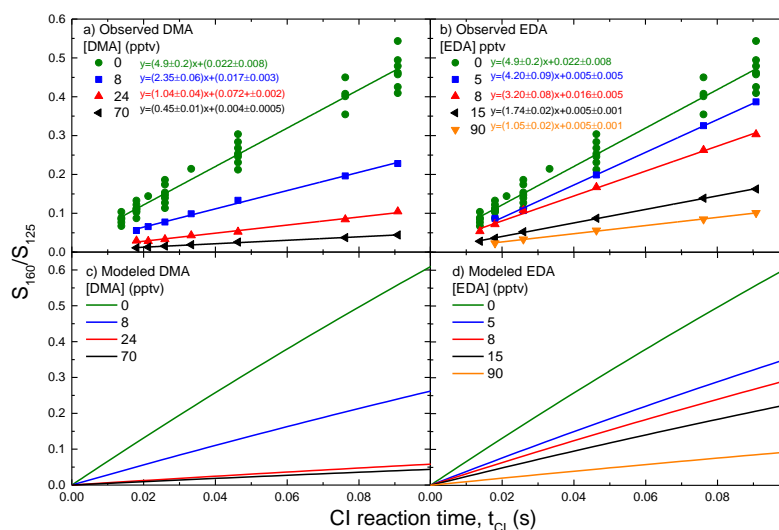 a) Observed DMA
[DMA] (pptv)
0 y=(4.9±0.2)x+(0.022±0.008)
8 y=(2.35±0.06)x+(0.017±0.003)
24 y=(1.04±0.04)x+(0.072+±0.002)
70 y=(0.45±0.01)x+(0.004±0.0005)
0.6
0.5
0.4
0.3
0.2
0.1
0.0
b) Observed EDA
[EDA] pptv
0 y=(4.9±0.2)x+0.022±0.008
5 y=(4.20±0.09)x+0.005±0.005
8 y=(3.20±0.08)x+0.016±0.005
15 y=(1.74±0.02)x+0.005±0.001
90 y=(1.05±0.02)x+0.005±0.001
S160/S125
c) Modeled DMA
[DMA] (pptv)
0
8
24
70
0.6
0.5
0.4
0.3
0.2
0.1
0.0
0.00 0.02 0.04 0.06 0.08
d) Modeled EDA
[EDA] (pptv)
0
5
8
15
90
0.00 0.02 0.04 0.06 0.08
CI reaction time, tCI (s)